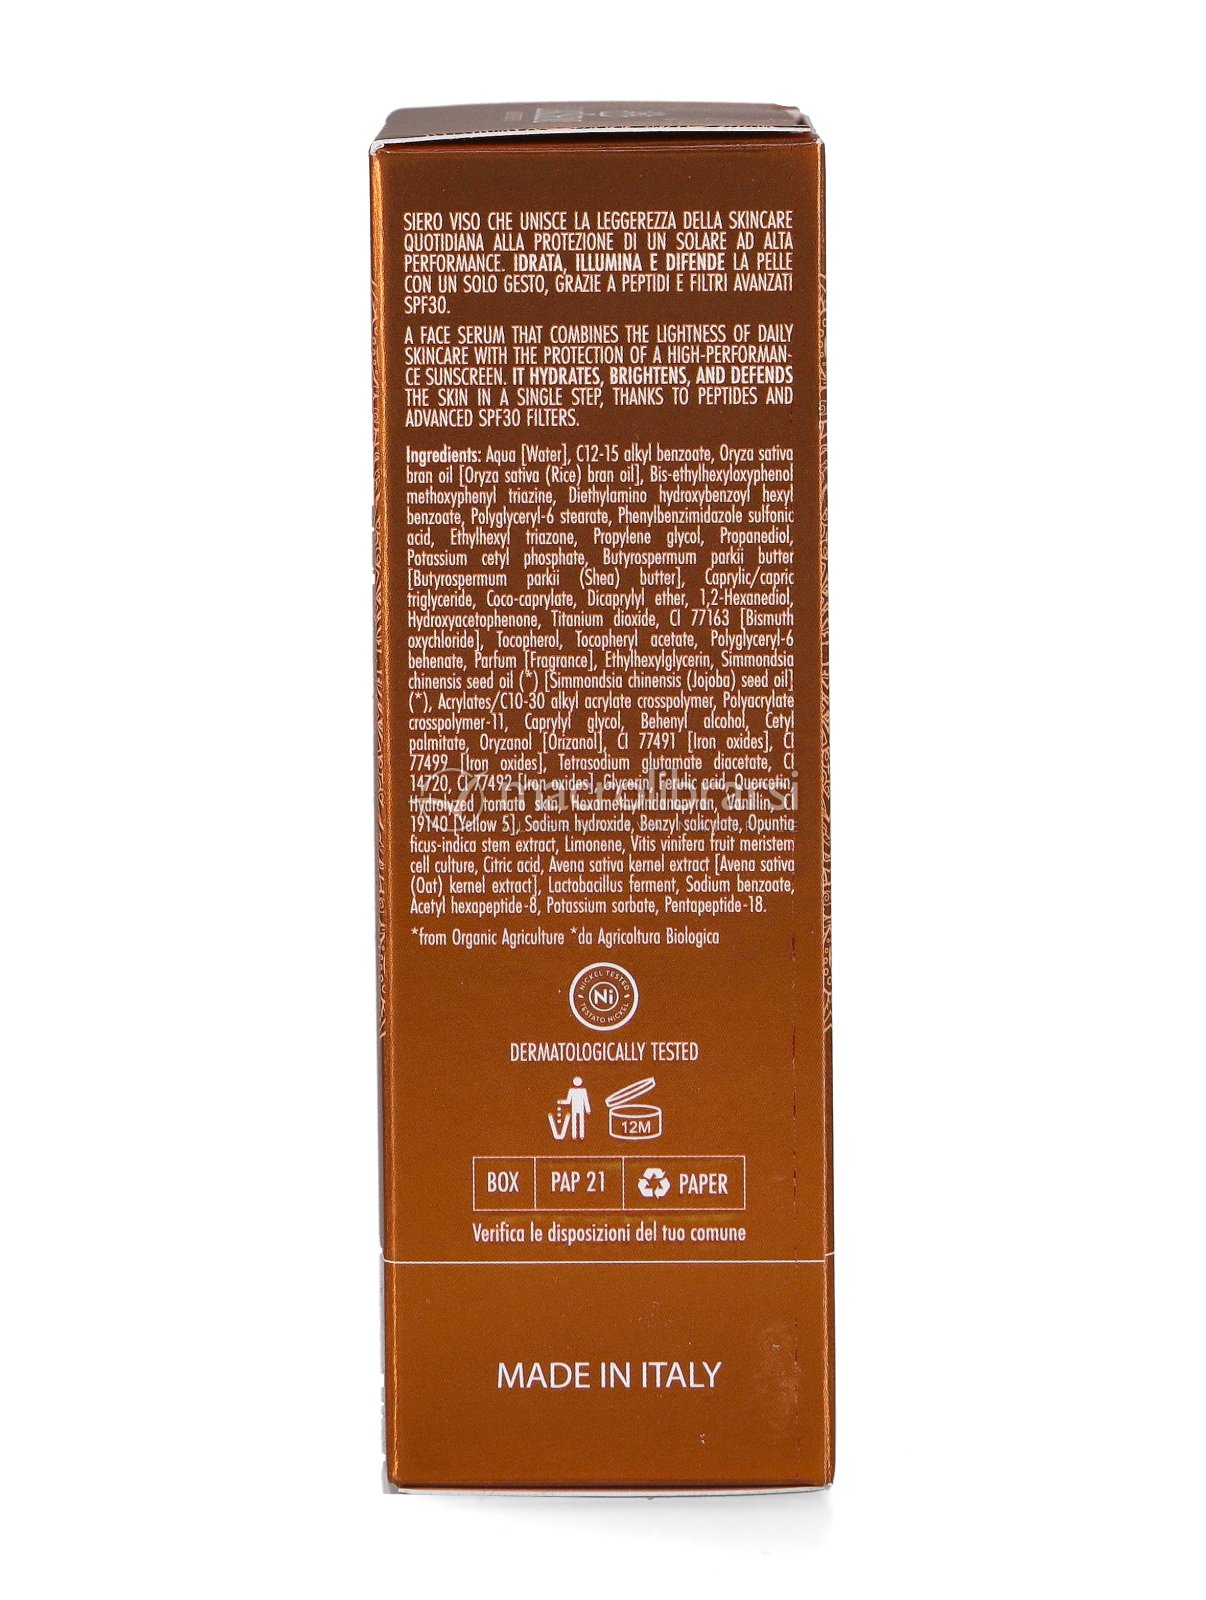 SIERO VISO CHE UNISCE LA LEGGEREZZA DELLA SKINCARE
QUOTIDIANA ALLA PROTEZIONE DI UN SOLARE AD ALTA
PERFORMANCE. IDRATA, ILLUMINA E DIFENDE LA PELLE
CON UN SOLO GESTO, GRAZIE A PEPTIDI E FILTRI AVANZATI
SPF30.
A FACE SERUM THAT COMBINES THE LIGHTNESS OF DAILY
SKINCARE WITH THE PROTECTION OF A HIGH-PERFORMAN-
CE SUNSCREEN. IT HYDRATES, BRIGHTENS, AND DEFENDS
THE SKIN IN A SINGLE STEP, THANKS TO PEPTIDES AND
ADVANCED SPF30 FILTERS.
Ingredients: Aqua [Water], C12-15 alkyl benzoate, Oryza sativa
bran oil [Oryza sativa (Rice) bran oil], Bis-ethylhexyloxyphenol
methoxyphenyl triazine, Diethylamino hydroxybenzoyl hexyl
benzoate, Polyglyceryl-6 stearate, Phenylbenzimidazole sulfonic
acid, Ethylhexyl triazone, Propylene glycol, Propanediol,
Potassium cetyl phosphate, Butyrospermum parkii butter
[Butyrospermum parkii (Shea) butter], Caprylic/capric
triglyceride, Coco-caprylate, Dicaprylyl ether, 1,2-Hexanediol,
Hydroxyacetophenone, Titanium dioxide, CI 77163 [Bismuth
oxychloride], Tocopherol, Tocopheryl acetate, Polyglyceryl-6
behenate, Parfum [Fragrance], Ethylhexylglycerin, Simmondsia
chinensis seed oil (*) [Simmondsia chinensis (Jojoba) seed oil]
(*), Acrylates/C10-30 alkyl acrylate crosspolymer, Polyacrylate
crosspolymer-11, Caprylyl glycol, Behenyl alcohol, Cetyl
palmitate, Oryzanol [Orizanol], CI 77491 [Iron oxides], CI
77499 [Iron oxides], Tetrasodium glutamate diacetate, CI
14720, CI 77492 [Iron oxides], Glycerin, Ferulic acid, Quercetin,
Hydrolyzed tomato skin, Hexamethylindanopyran, Vanillin, CI
19140 [Yellow 5], Sodium hydroxide, Benzyl salicylate, Opuntia
ficus-indica stem extract, Limonene, Vitis vinifera fruit meristem
cell culture, Citric acid, Avena sativa kernel extract [Avena sativa
(Oat) kernel extract], Lactobacillus ferment, Sodium benzoate,
Acetyl hexapeptide-8, Potassium sorbate, Pentapeptide-18.
macrolibrarsi
*from Organic Agriculture *da Agricoltura Biologica
NICKEL TESTED
Ni
TESTATO NICKEL
DERMATOLOGICALLY TESTED
12M
BOX PAP 21 PAPER
Verifica le disposizioni del tuo comune
MADE IN ITALY